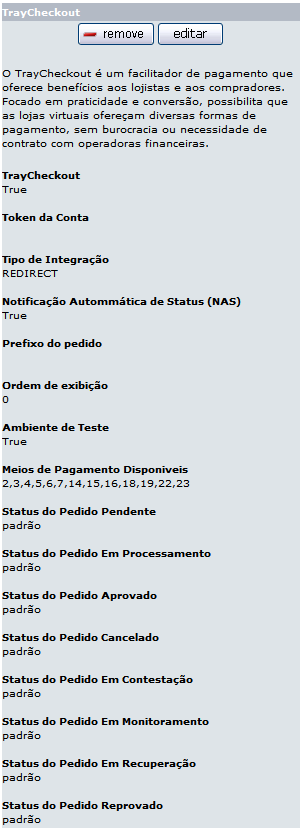 TrayCheckout
remove editar
O TrayCheckout é um facilitador de pagamento que
oferece benefícios aos lojistas e aos compradores.
Focado em praticidade e conversão, possibilita que
as lojas virtuais ofereçam diversas formas de
pagamento, sem burocracia ou necessidade de
contrato com operadoras financeiras.
TrayCheckout
True
Token da Conta
Tipo de Integração
REDIRECT
Notificação Autommática de Status (NAS)
True
Prefixo do pedido
Ordem de exibição
0
Ambiente de Teste
True
Meios de Pagamento Disponiveis
2,3,4,5,6,7,14,15,16,18,19,22,23
Status do Pedido Pendente
padrão
Status do Pedido Em Processamento
padrão
Status do Pedido Aprovado
padrão
Status do Pedido Cancelado
padrão
Status do Pedido Em Contestação
padrão
Status do Pedido Em Monitoramento
padrão
Status do Pedido Em Recuperação
padrão
Status do Pedido Reprovado
padrão